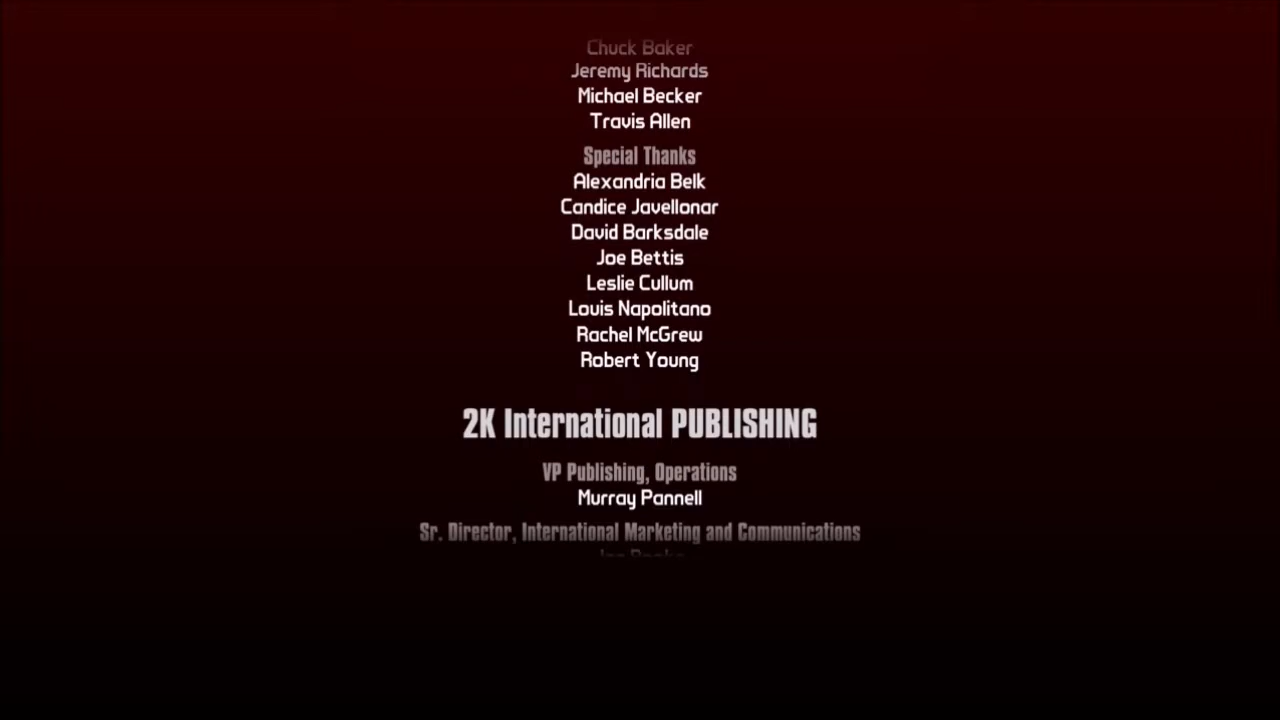 Chuck Baker
Jeremy Richards
Michael Becker
Travis Allen
Special Thanks
Alexandria Belk
Candice Javellonar
David Barksdale
Joe Bettis
Leslie Cullum
Louis Napolitano
Rachel McGrew
Robert Young
2K International PUBLISHING
VP Publishing, Operations
Murray Pannell
Sr. Director, International Marketing and Communications